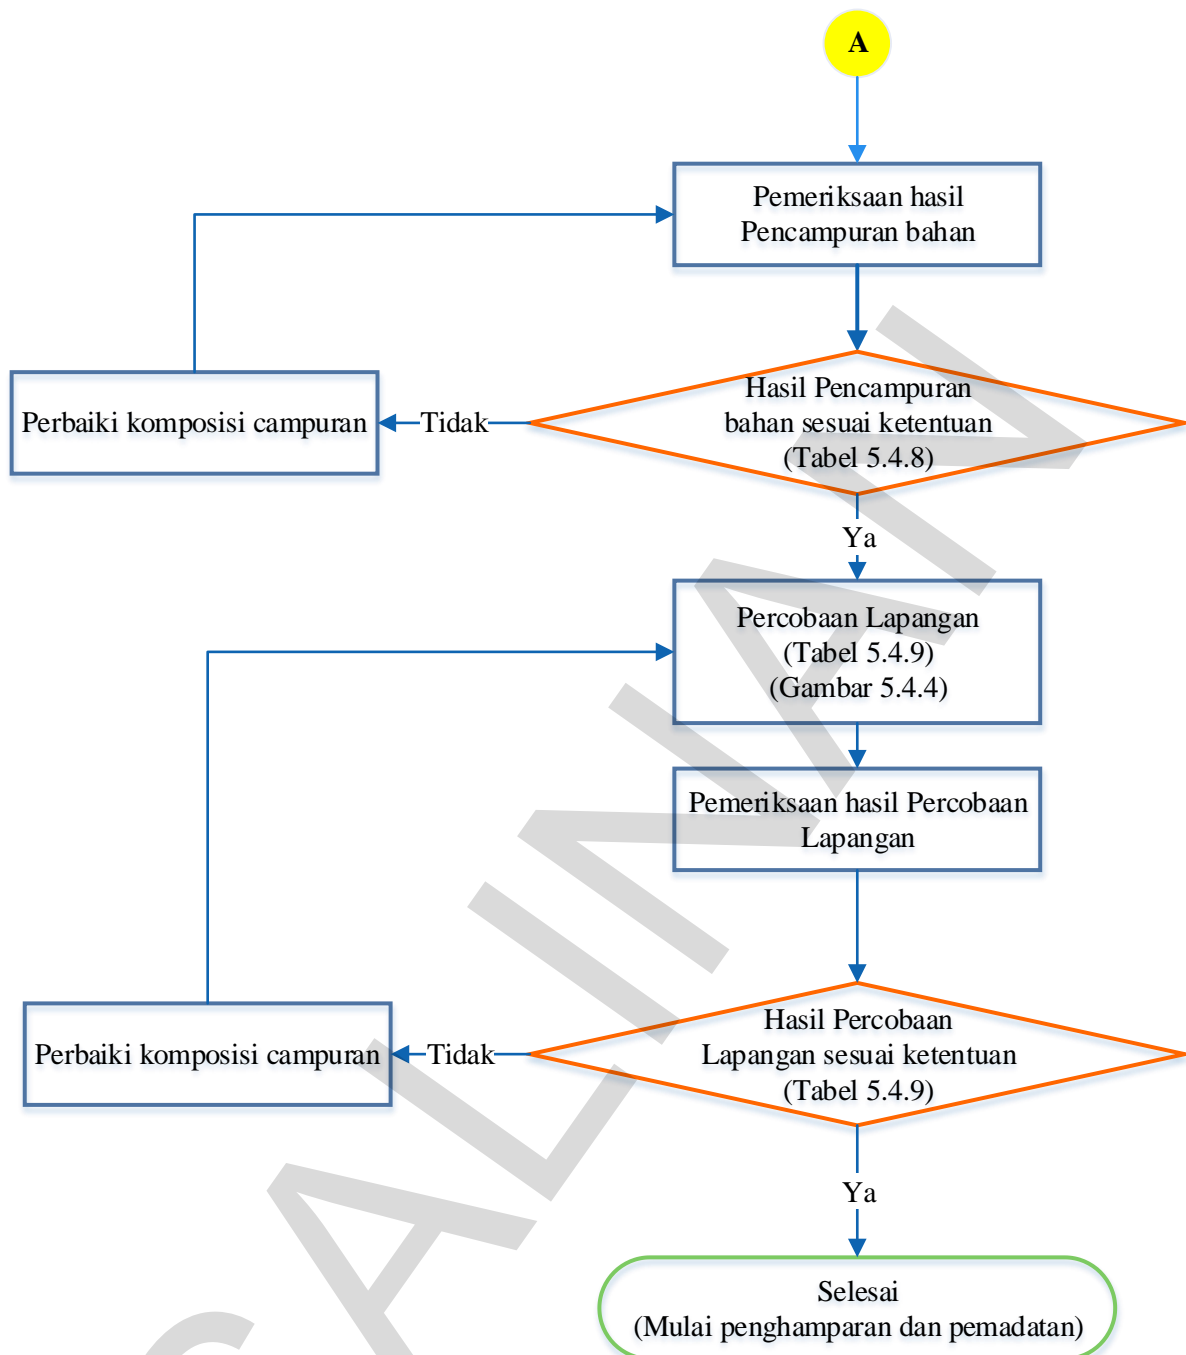 A
Pemeriksaan hasil
Pencampuran bahan
Hasil Pencampuran
bahan sesuai ketentuan
(Tabel 5.4.8)
Tidak
Perbaiki komposisi campuran
Ya
Percobaan Lapangan
(Tabel 5.4.9)
(Gambar 5.4.4)
Pemeriksaan hasil Percobaan
Lapangan
Hasil Percobaan
Lapangan sesuai ketentuan
(Tabel 5.4.9)
Tidak
Perbaiki komposisi campuran
Ya
Selesai
(Mulai penghamparan dan pemadatan)
SALINAN